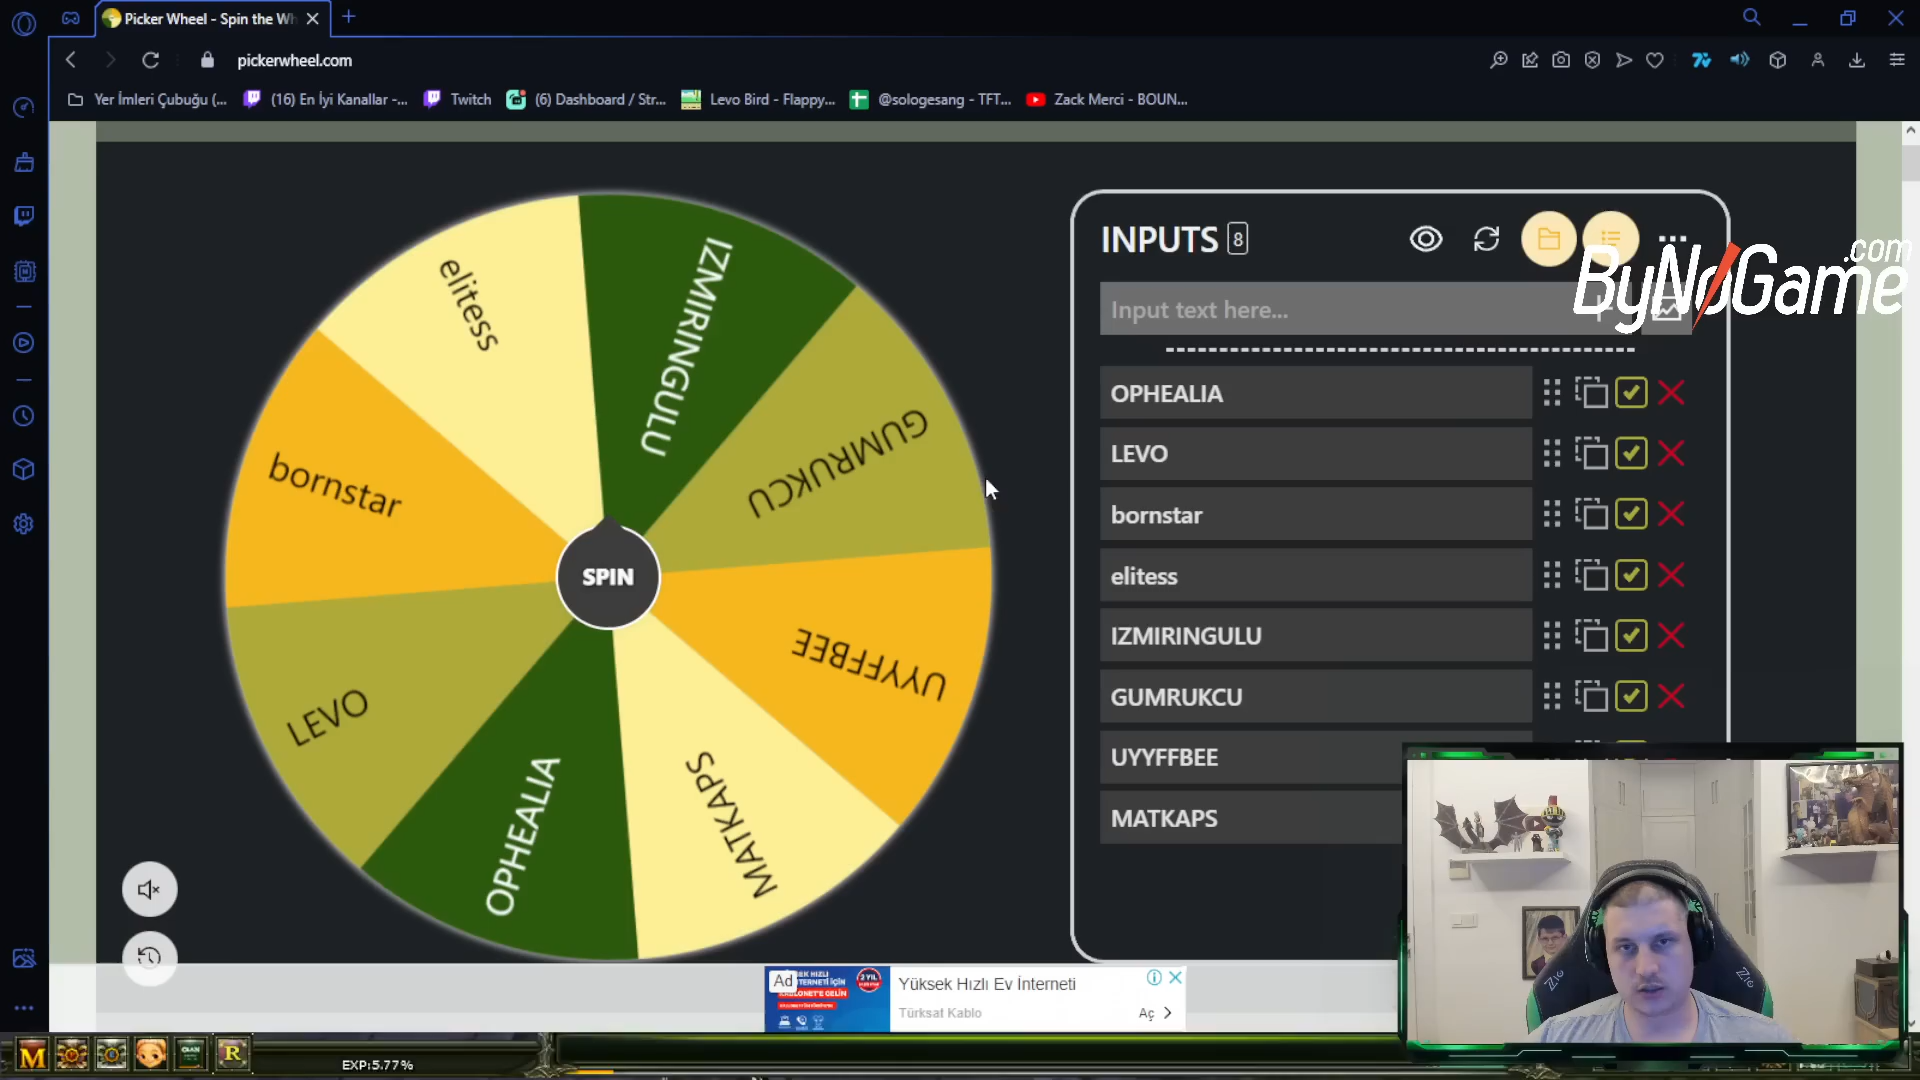 Picker Wheel - Spin the Wh
pickerwheel.com
Yer İmleri Çubuğu (...
(16) En İyi Kanallar -...
Twitch
(6) Dashboard / Str...
Levo Bird - Flappy...
@sologesang - TFT...
Zack Merci - BOUN...
elitess
IZMIRINGULU
GUMRUKCU
bornstar
SPIN
UYYFFBEE
LEVO
OPHEALIA
MATKAPS
INPUTS 8
ByNoGame
.com
Input text here...
OPHEALIA
LEVO
bornstar
elitess
IZMIRINGULU
GUMRUKCU
UYYFFBEE
MATKAPS
Ad
2 YIL
Yüksek Hızlı Ev İnterneti
Türksat Kablo
Aç
M
R
EXP:5.77%